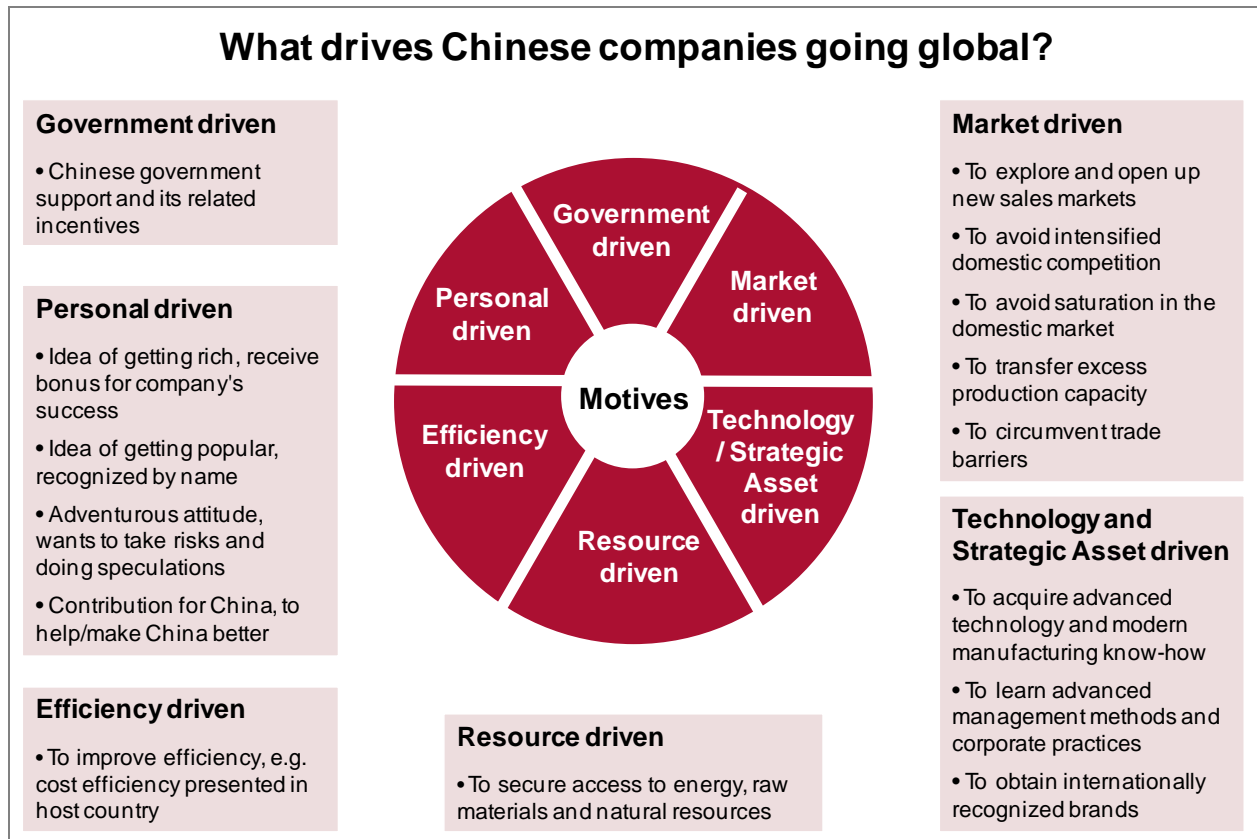 What drives Chinese companies going global?
Government driven
• Chinese government
support and its related
incentives
Personal driven
• Idea of getting rich, receive
bonus for company's
success
• Idea of getting popular,
recognized by name
• Adventurous attitude,
wants to take risks and
doing speculations
• Contribution for China, to
help/make China better
Efficiency driven
• To improve efficiency, e.g.
cost efficiency presented in
host country
Government
driven
Market
driven
Technology
/ Strategic
Asset
driven
Resource
driven
Efficiency
driven
Personal
driven
Motives
Resource driven
• To secure access to energy, raw
materials and natural resources
Market driven
• To explore and open up
new sales markets
• To avoid intensified
domestic competition
• To avoid saturation in the
domestic market
• To transfer excess
production capacity
• To circumvent trade
barriers
Technology and
Strategic Asset driven
• To acquire advanced
technology and modern
manufacturing know-how
• To learn advanced
management methods and
corporate practices
• To obtain internationally
recognized brands